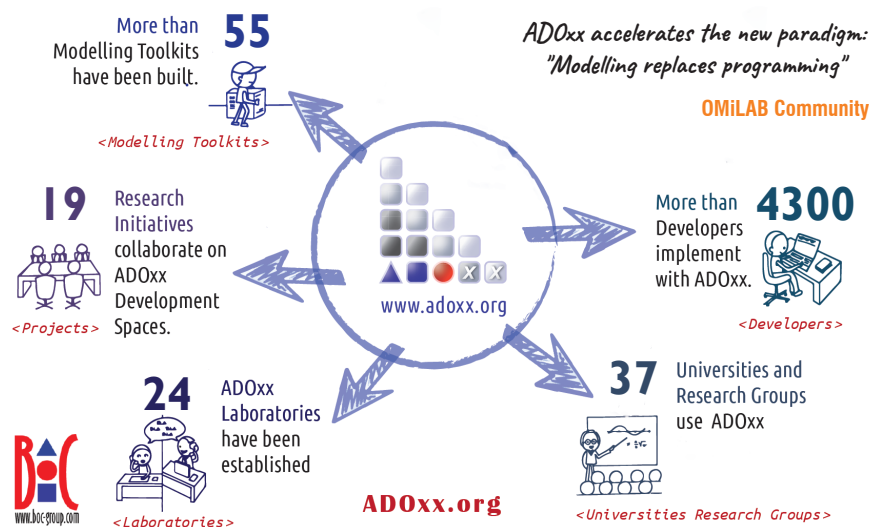 More than 55
Modelling Toolkits
have been built.
<Modelling Toolkits>
ADOxx accelerates the new paradigm:
"Modelling replaces programming"
OMiLAB Community
19
Research
Initiatives
collaborate on
ADOxx
Development
Spaces.
<Projects>
X X
www.adoxx.org
More than 4300
Developers
implement
with ADOxx.
<Developers>
24
ADOxx
Laboratories
have been
established
BLA
BLA BLA
<Laboratories>
37
Universities and
Research Groups
use ADOxx
<Universities Research Groups>
BOC
www.boc-group.com
ADOxx.org